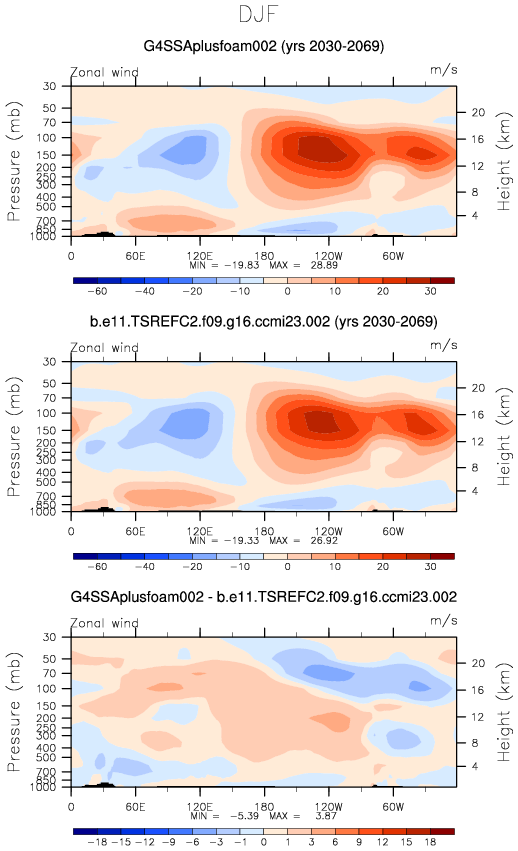 DJF
G4SSAplusfoam002 (yrs 2030-2069)
Zonal wind m/s
Pressure (mb)
30
50
70
100
150
200
250
300
400
500
700
850
1000
20
16
12
8
4
Height (km)
0 60E 120E 180 120W 60W
MIN = -19.83 MAX = 28.89
-60 -40 -20 -10 0 10 20 30
b.e11.TSREFC2.f09.g16.ccmi23.002 (yrs 2030-2069)
Zonal wind m/s
Pressure (mb)
30
50
70
100
150
200
250
300
400
500
700
850
1000
20
16
12
8
4
Height (km)
0 60E 120E 180 120W 60W
MIN = -19.33 MAX = 26.92
-60 -40 -20 -10 0 10 20 30
G4SSAplusfoam002 - b.e11.TSREFC2.f09.g16.ccmi23.002
Zonal wind m/s
Pressure (mb)
30
50
70
100
150
200
250
300
400
500
700
850
1000
20
16
12
8
4
Height (km)
0 60E 120E 180 120W 60W
MIN = -5.39 MAX = 3.87
-18 -15 -12 -9 -6 -3 -1 0 1 3 6 9 12 15 18